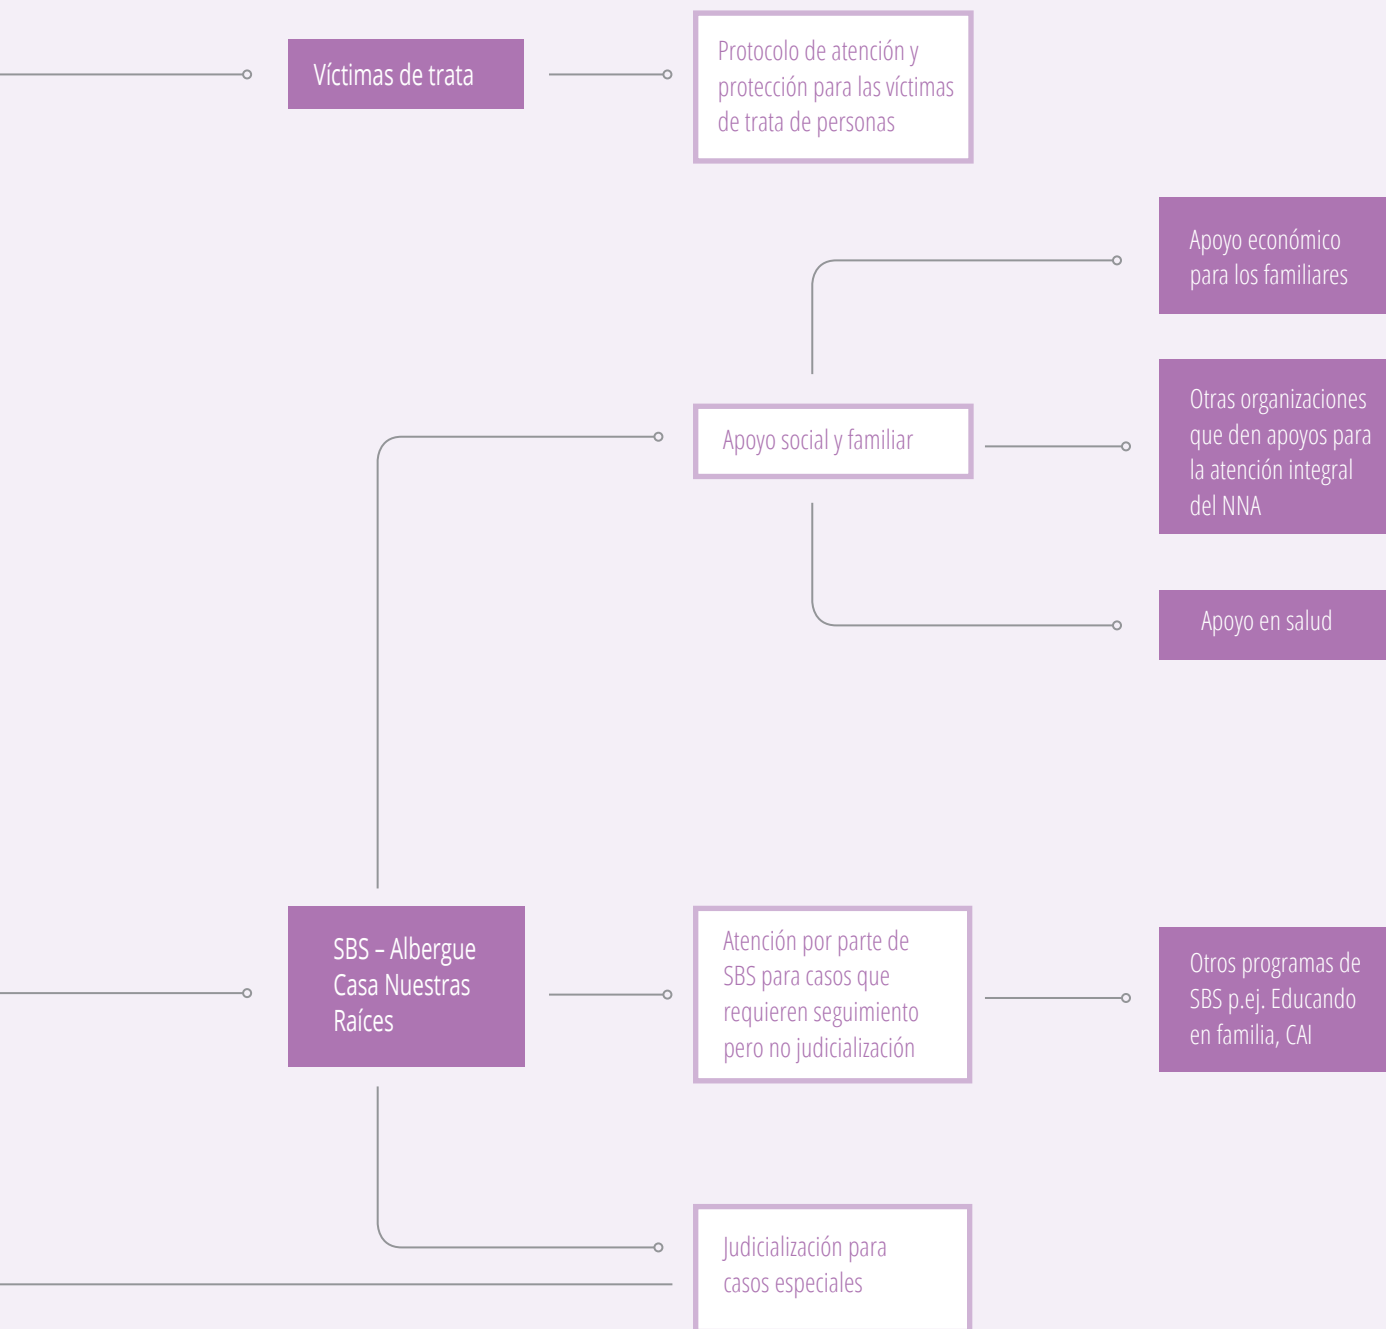 Víctimas de trata
Protocolo de atención y
protección para las víctimas
de trata de personas
Apoyo económico
para los familiares
Apoyo social y familiar
Otras organizaciones
que den apoyos para
la atención integral
del NNA
Apoyo en salud
SBS – Albergue
Casa Nuestras
Raíces
Atención por parte de
SBS para casos que
requieren seguimiento
pero no judicialización
Otros programas de
SBS p.ej. Educando
en familia, CAI
Judicialización para
casos especiales